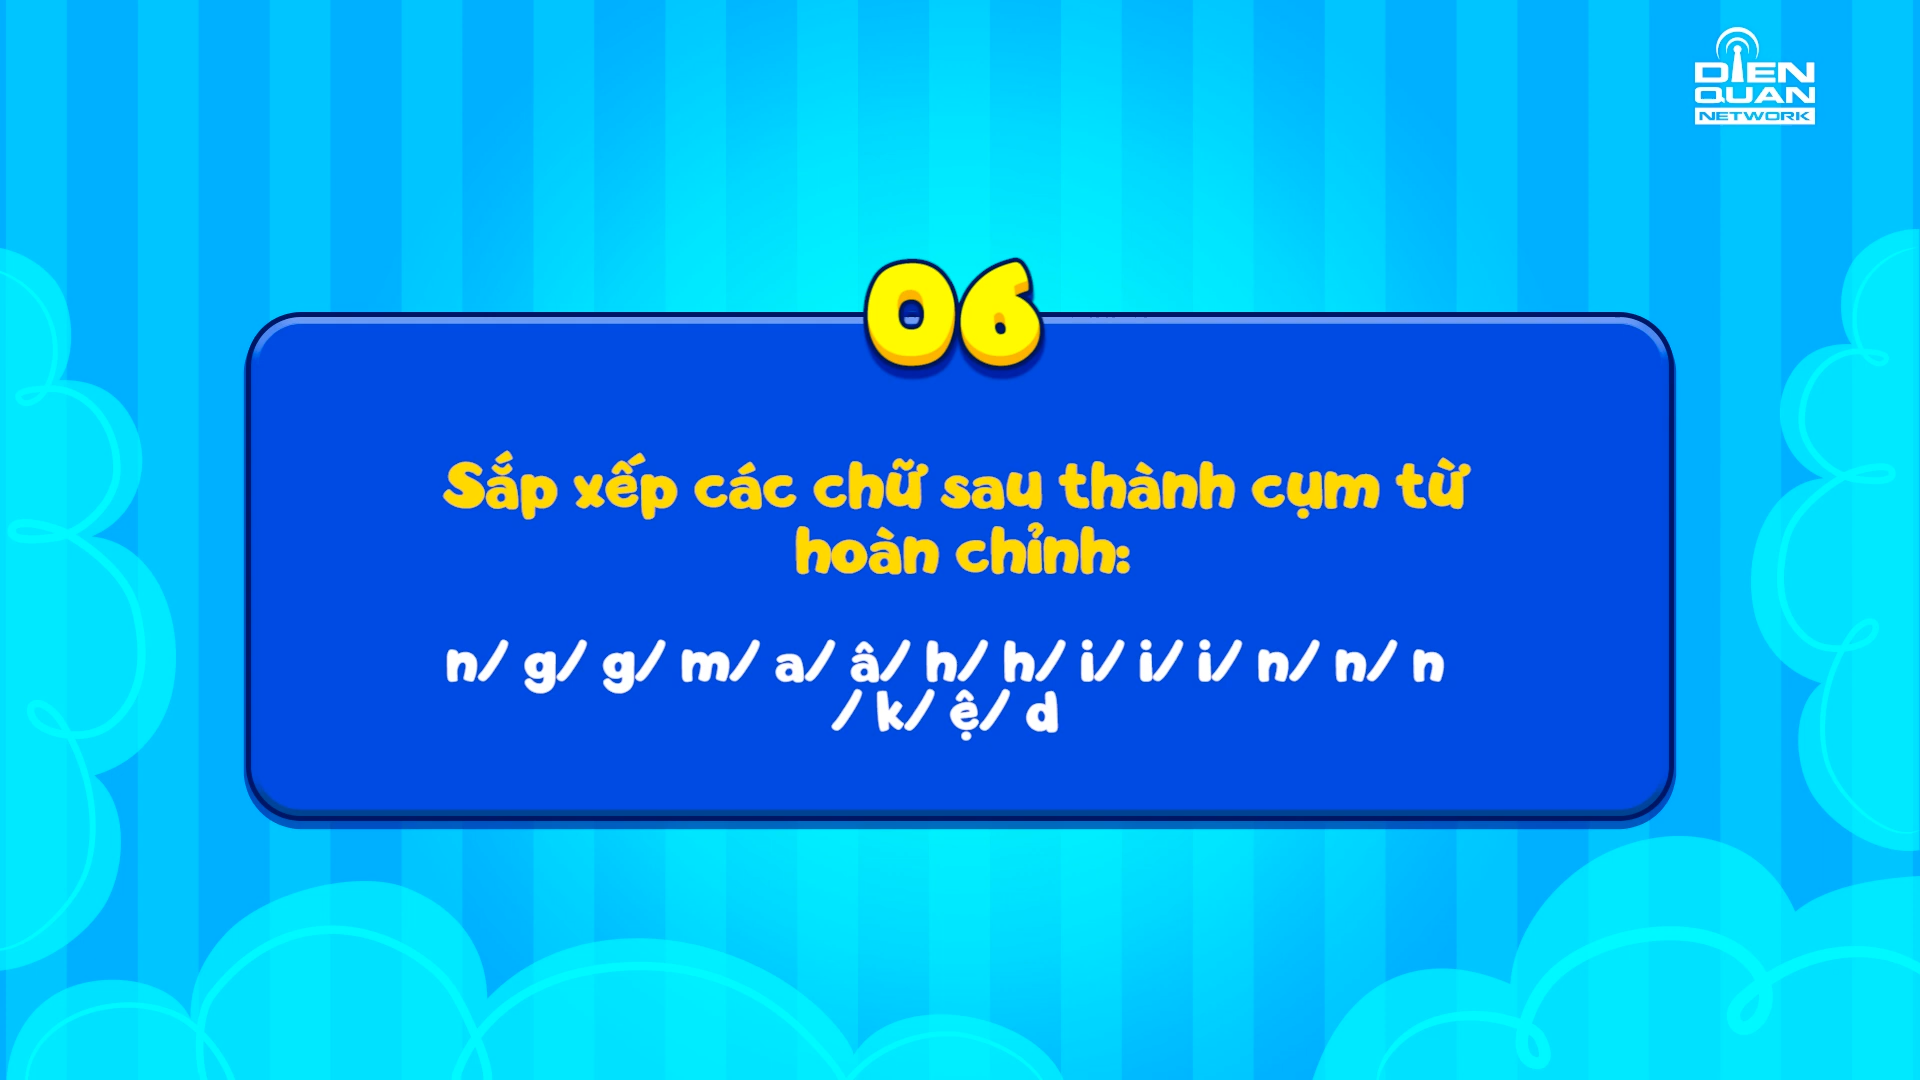 DIEN
QUAN
NETWORK
06
Sắp xếp các chữ sau thành cụm từ
hoàn chỉnh:
n/ g/ g/ m/ a/ â/ h/ h/ i/ i/ i/ n/ n/ n
/ k/ ệ/ d